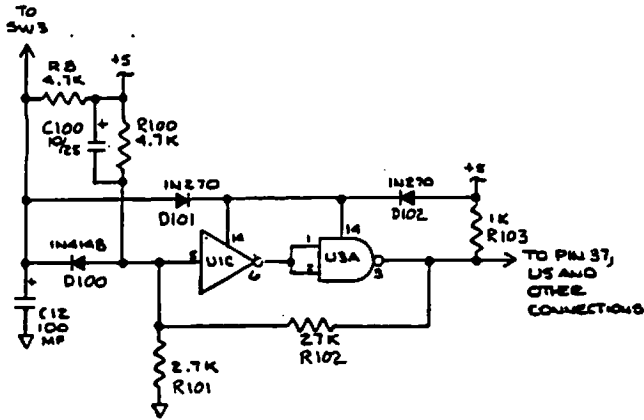 TO
SW3
R8
4.7K
+5
C100
10/25
+
R100
4.7K
1N270
D101
1N270
D102
+5
1K
R103
14
14
1N4148
D100
5
U1C
6
1
2
U3A
3
TO PIN 37,
U5 AND
OTHER
CONNECTIONS
+
C12
100
MF
2.7K
R101
27K
R102